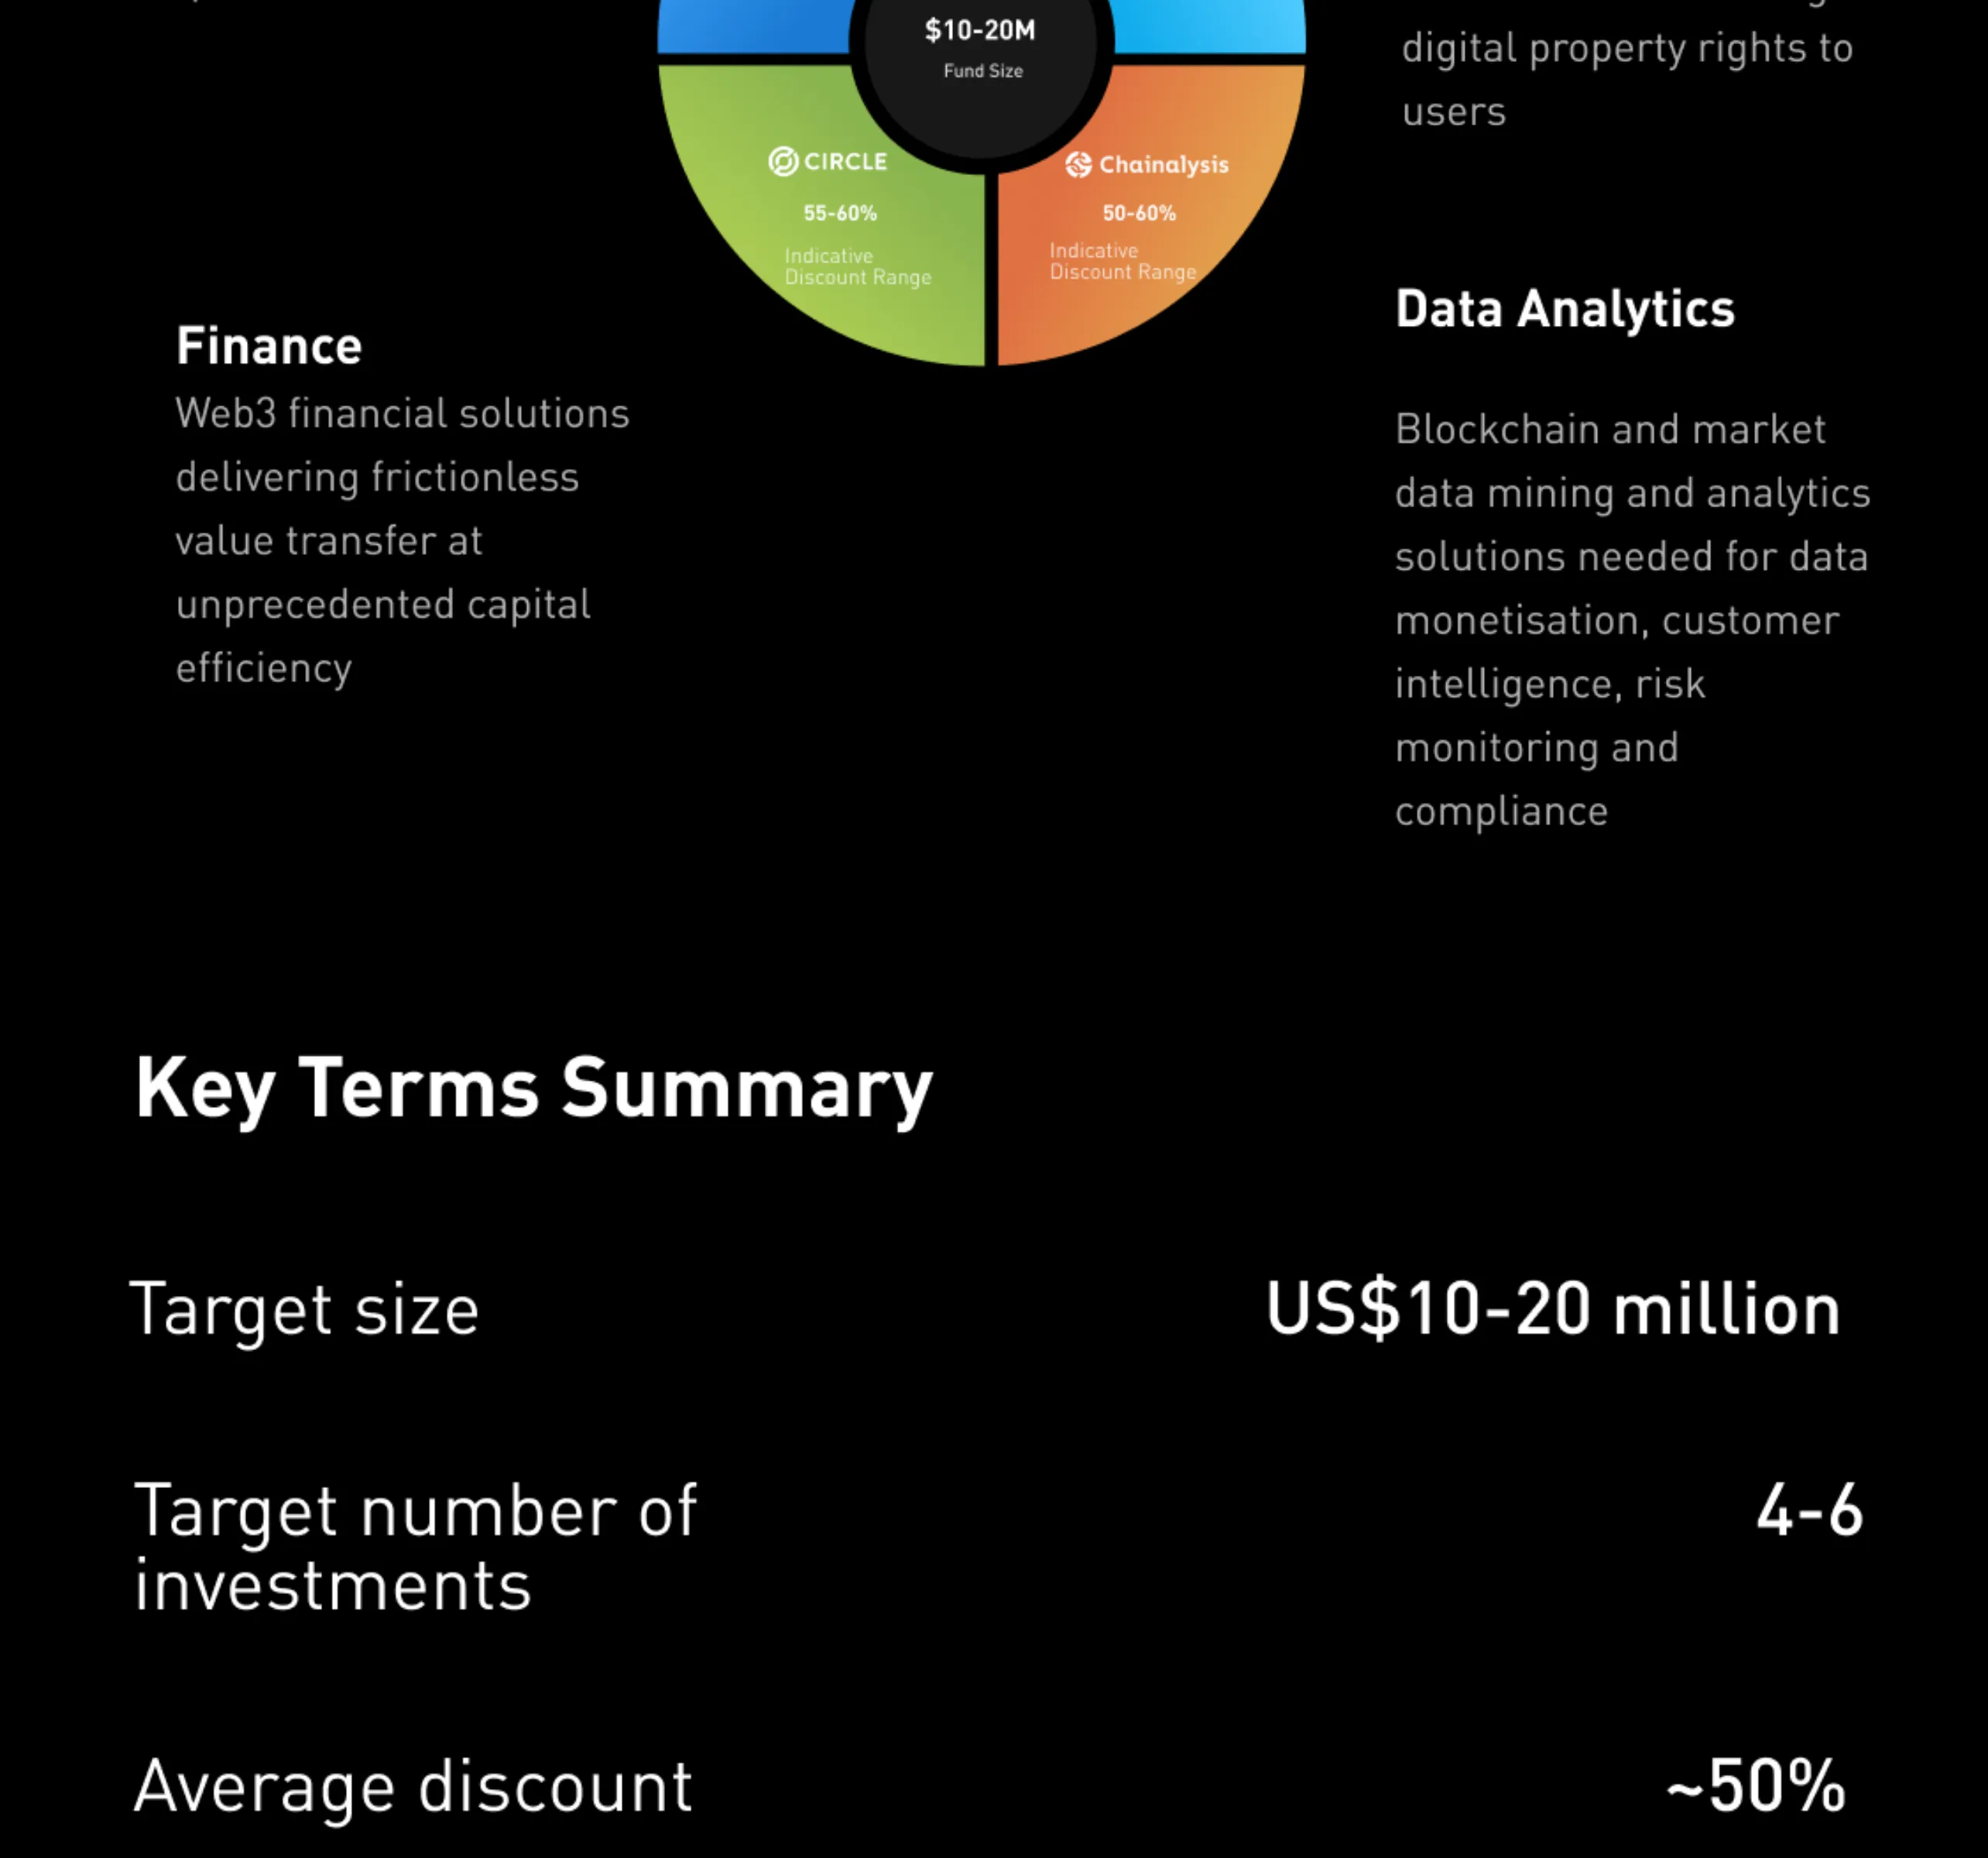 $10-20M
Fund Size
digital property rights to
users
CIRCLE
55-60%
Indicative
Discount Range
Chainalysis
50-60%
Indicative
Discount Range
Finance
Web3 financial solutions
delivering frictionless
value transfer at
unprecedented capital
efficiency
Data Analytics
Blockchain and market
data mining and analytics
solutions needed for data
monetisation, customer
intelligence, risk
monitoring and
compliance
Key Terms Summary
Target size
US$10-20 million
Target number of
investments
4-6
Average discount
~50%